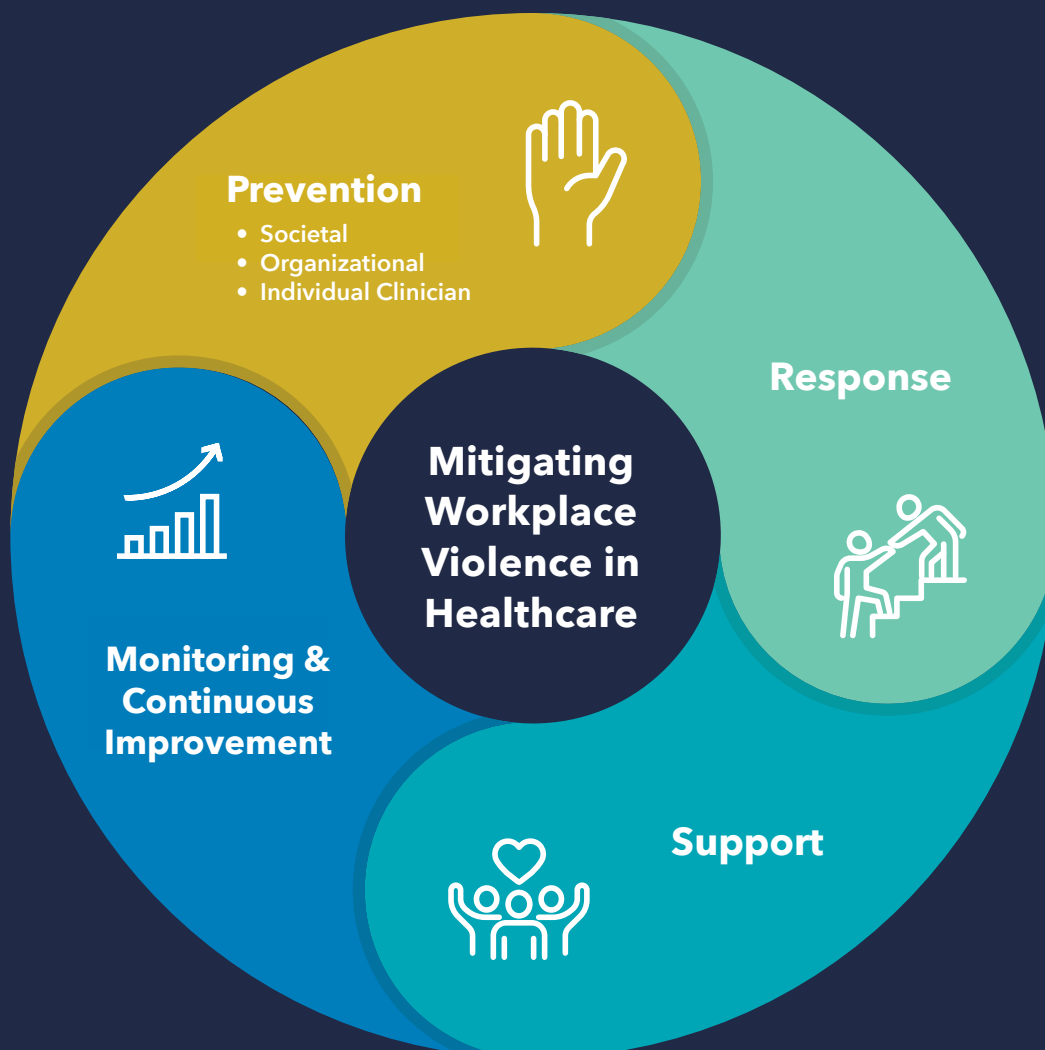 Prevention
• Societal
• Organizational
• Individual Clinician
Response
Mitigating
Workplace
Violence in
Healthcare
Monitoring &
Continuous
Improvement
Support